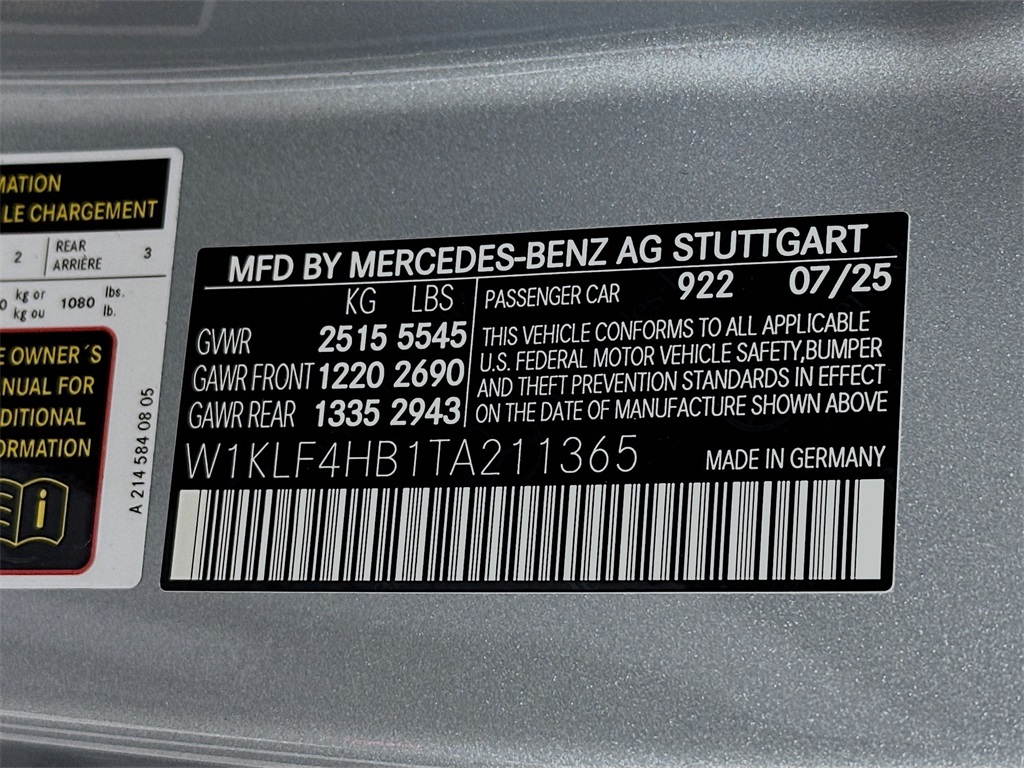 MATION
LE CHARGEMENT
2 REAR ARRIÈRE 3
kg or kg ou 1080 lbs. lb.
OWNER´S
ANUAL FOR
DITIONAL
ORMATION
A 214 584 08 05
MFD BY MERCEDES-BENZ AG STUTTGART
KG LBS
GVWR 2515 5545
GAWR FRONT 1220 2690
GAWR REAR 1335 2943
PASSENGER CAR 922 07/25
THIS VEHICLE CONFORMS TO ALL APPLICABLE
U.S. FEDERAL MOTOR VEHICLE SAFETY,BUMPER
AND THEFT PREVENTION STANDARDS IN EFFECT
ON THE DATE OF MANUFACTURE SHOWN ABOVE
W1KLF4HB1TA211365
MADE IN GERMANY